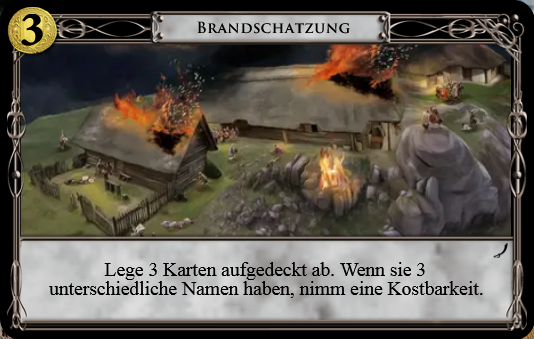 3
BRANDSCHATZUNG
Lege 3 Karten aufgedeckt ab. Wenn sie 3
unterschiedliche Namen haben, nimm eine Kostbarkeit.